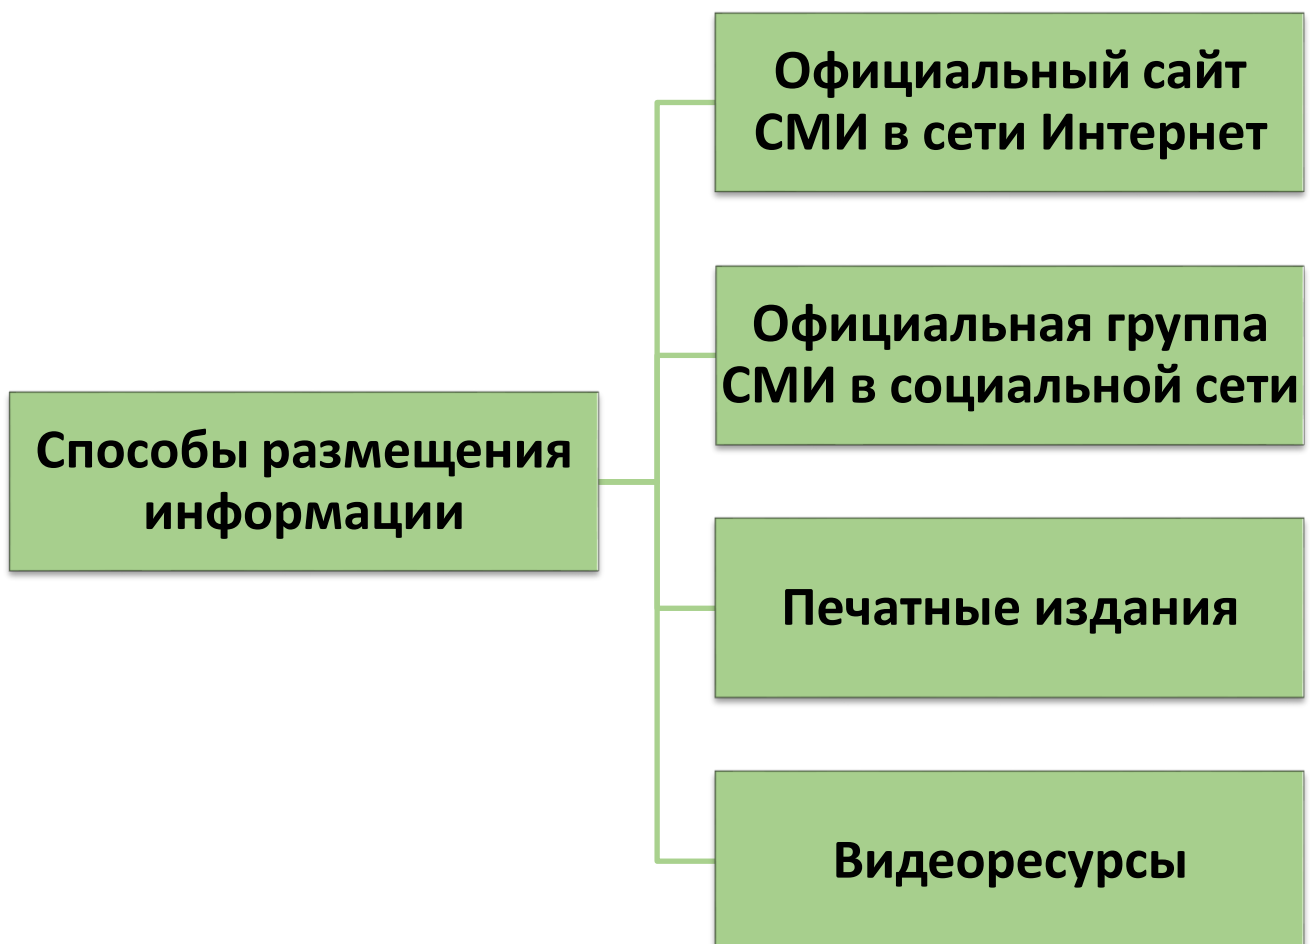 Официальный сайт
СМИ в сети Интернет
Официальная группа
СМИ в социальной сети
Способы размещения
информации
Печатные издания
Видеоресурсы